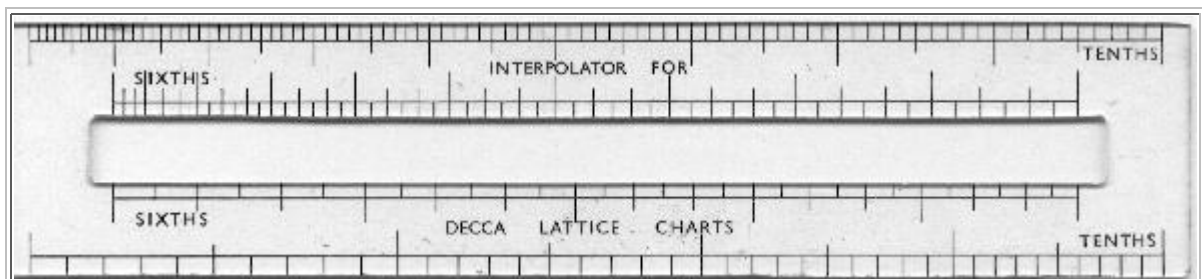 TENTHS
SIXTHS INTERPOLATOR FOR
SIXTHS DECCA LATTICE CHARTS
TENTHS